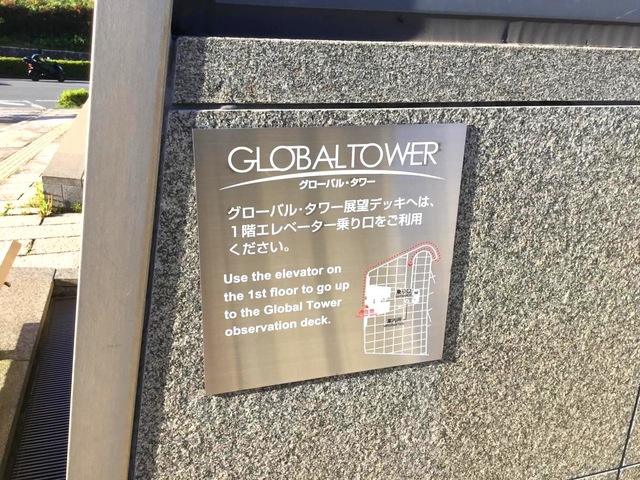 GLOBALTOWER
グローバル・タワー
グローバル・タワー展望デッキへは、
1階エレベーター乗り口をご利用
ください。
Use the elevator on
the 1st floor to go up
to the Global Tower
observation deck.